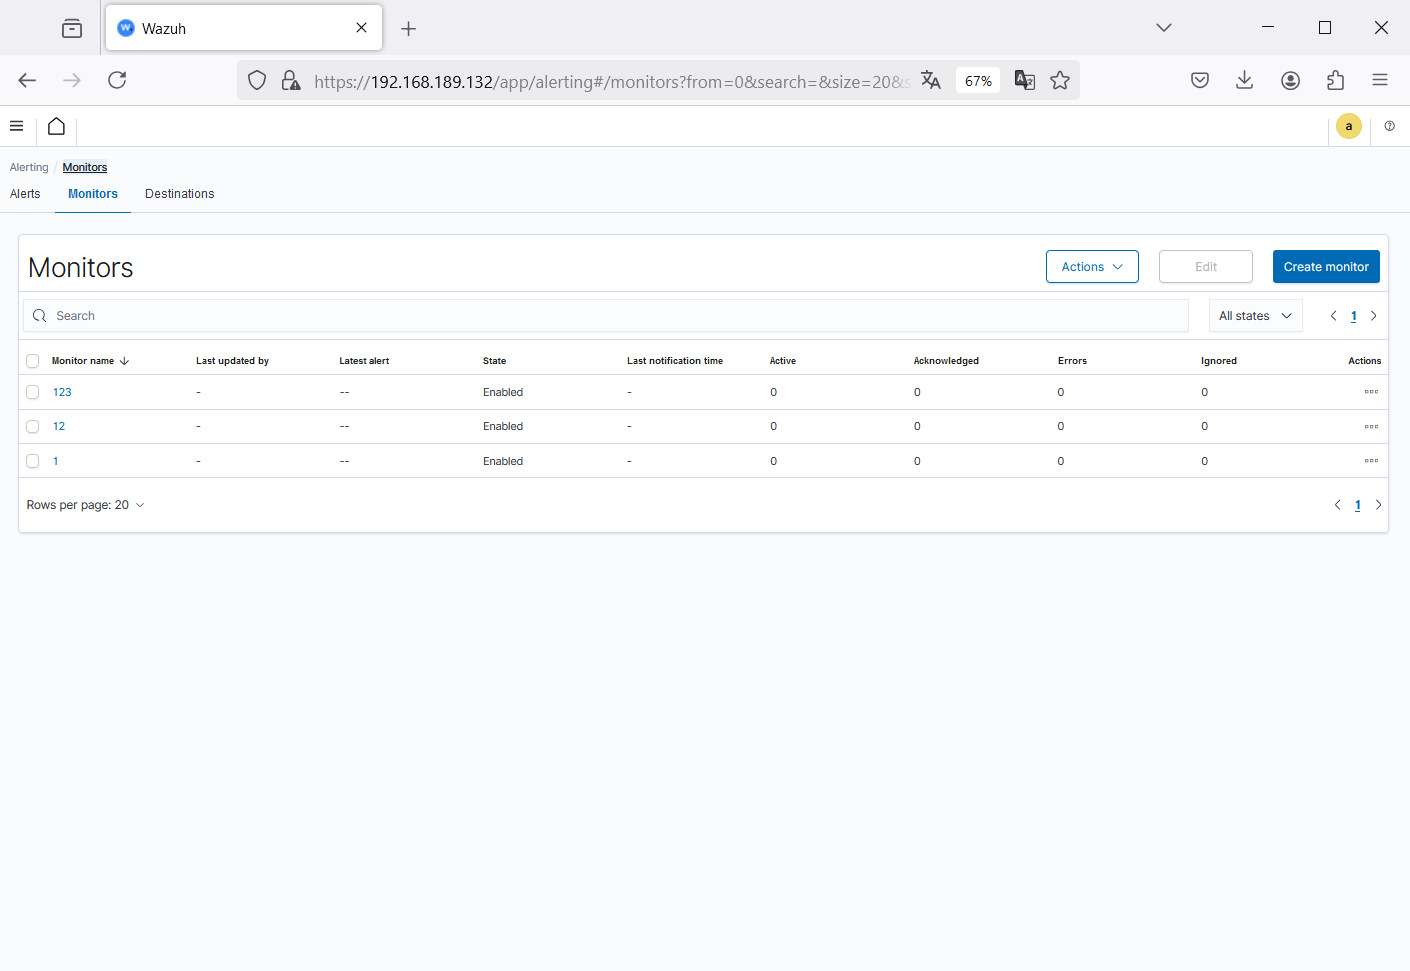 Wazuh
https://192.168.189.132/app/alerting#/monitors?from=0&search=&size=20&s
67%
a
Alerting / Monitors
Alerts Monitors Destinations
Monitors
Actions Edit Create monitor
Search All states 1
Monitor name Last updated by Latest alert State Last notification time Active Acknowledged Errors Ignored Actions
123 - -- Enabled - 0 0 0 0
12 - -- Enabled - 0 0 0 0
1 - -- Enabled - 0 0 0 0
Rows per page: 20 1